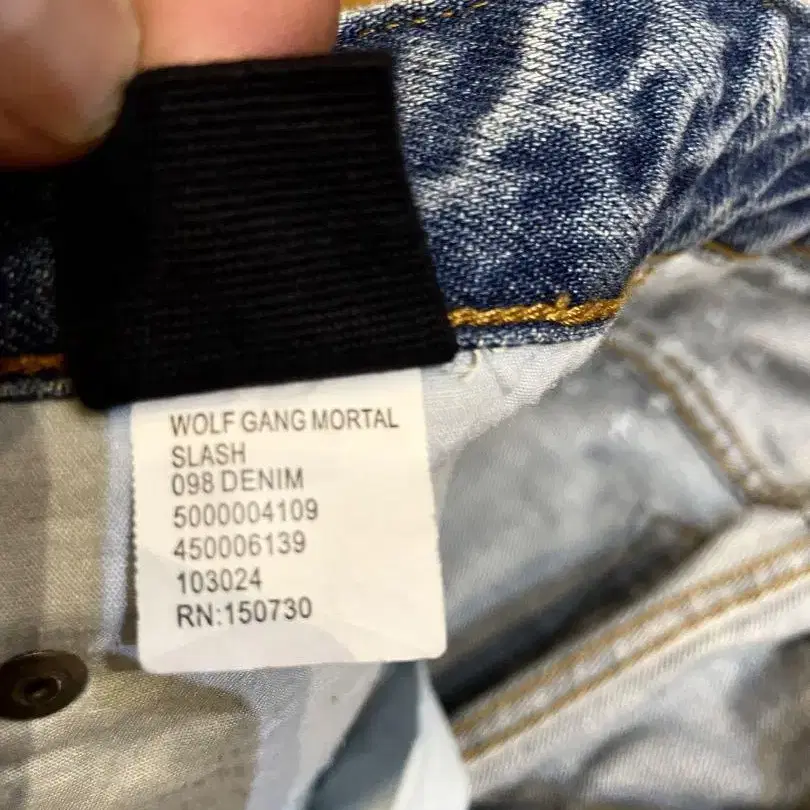 WOLF GANG MORTAL
SLASH
098 DENIM
5000004109
450006139
103024
RN:150730